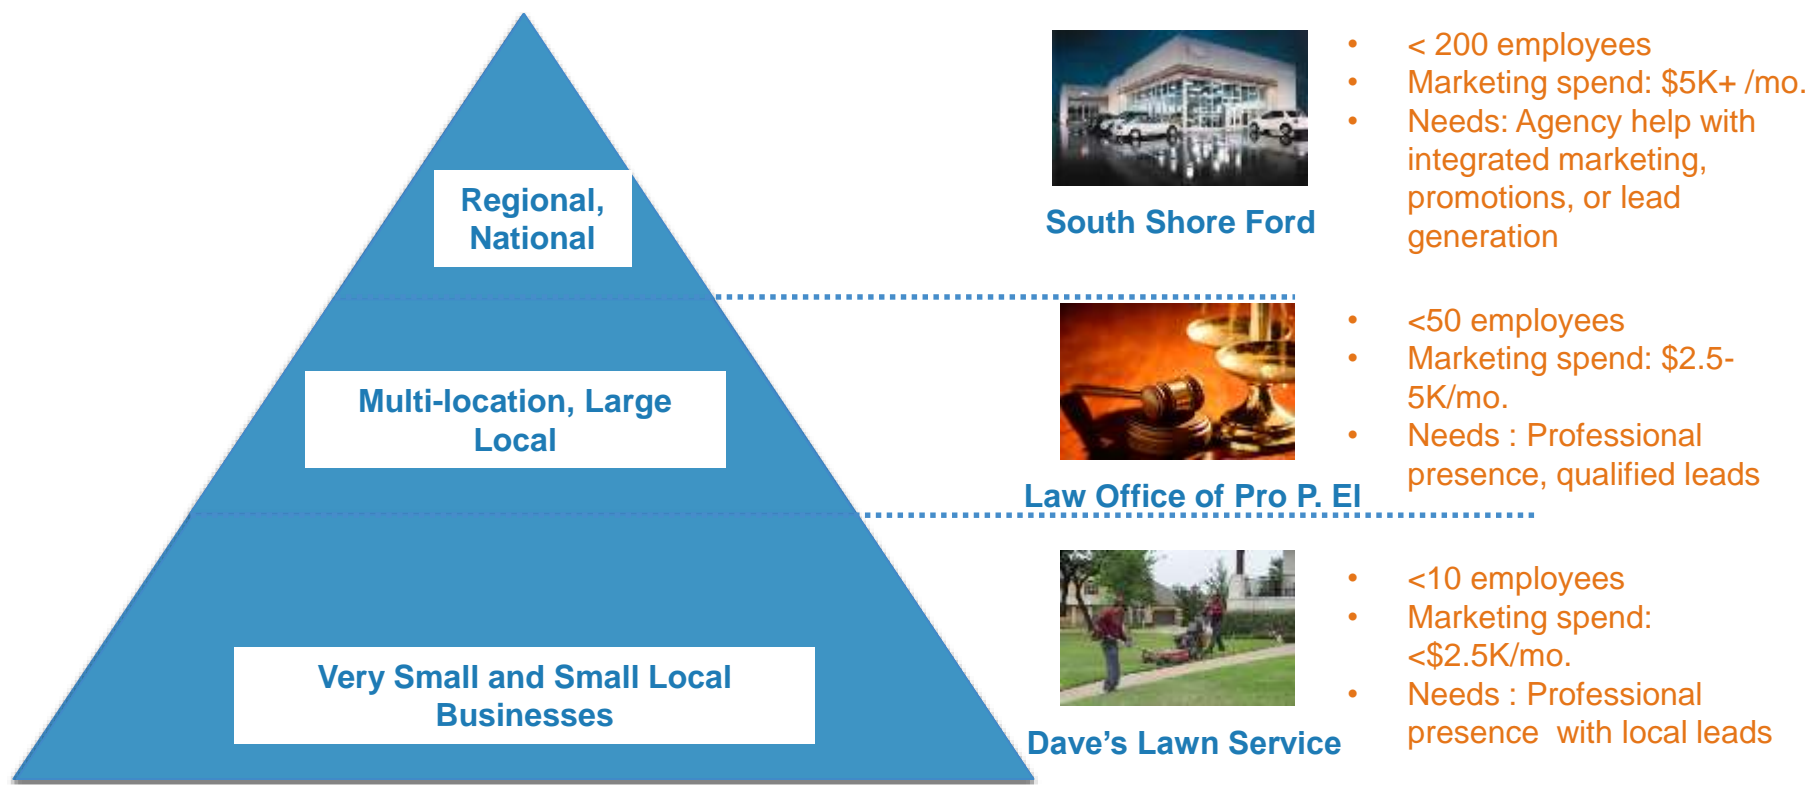 Regional,
National
South Shore Ford
• < 200 employees
• Marketing spend: $5K+ /mo.
• Needs: Agency help with
integrated marketing,
promotions, or lead
generation
Multi-location, Large
Local
Law Office of Pro P. El
• <50 employees
• Marketing spend: $2.5-
5K/mo.
• Needs : Professional
presence, qualified leads
Very Small and Small Local
Businesses
Dave’s Lawn Service
• <10 employees
• Marketing spend:
<$2.5K/mo.
• Needs : Professional
presence  with local leads